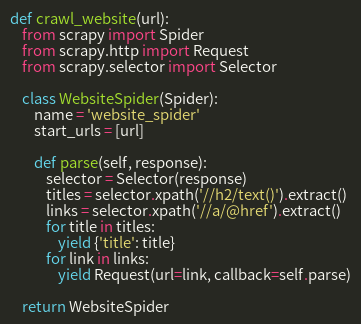 def crawl_website(url):
    from scrapy import Spider
    from scrapy.http import Request
    from scrapy.selector import Selector

    class WebsiteSpider(Spider):
        name = 'website_spider'
        start_urls = [url]

        def parse(self, response):
            selector = Selector(response)
            titles = selector.xpath('//h2/text()').extract()
            links = selector.xpath('//a/@href').extract()
            for title in titles:
                yield {'title': title}
            for link in links:
                yield Request(url=link, callback=self.parse)

    return WebsiteSpider